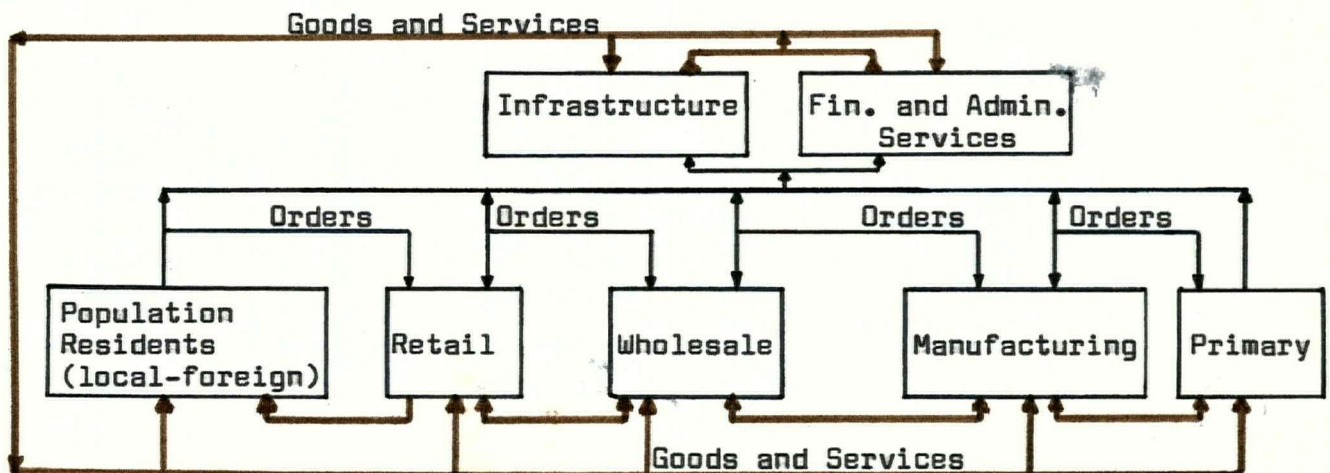 Goods and Services
Infrastructure
Fin. and Admin.
Services
Orders
Orders
Orders
Orders
Population
Residents
(local-foreign)
Retail
Wholesale
Manufacturing
Primary
Goods and Services